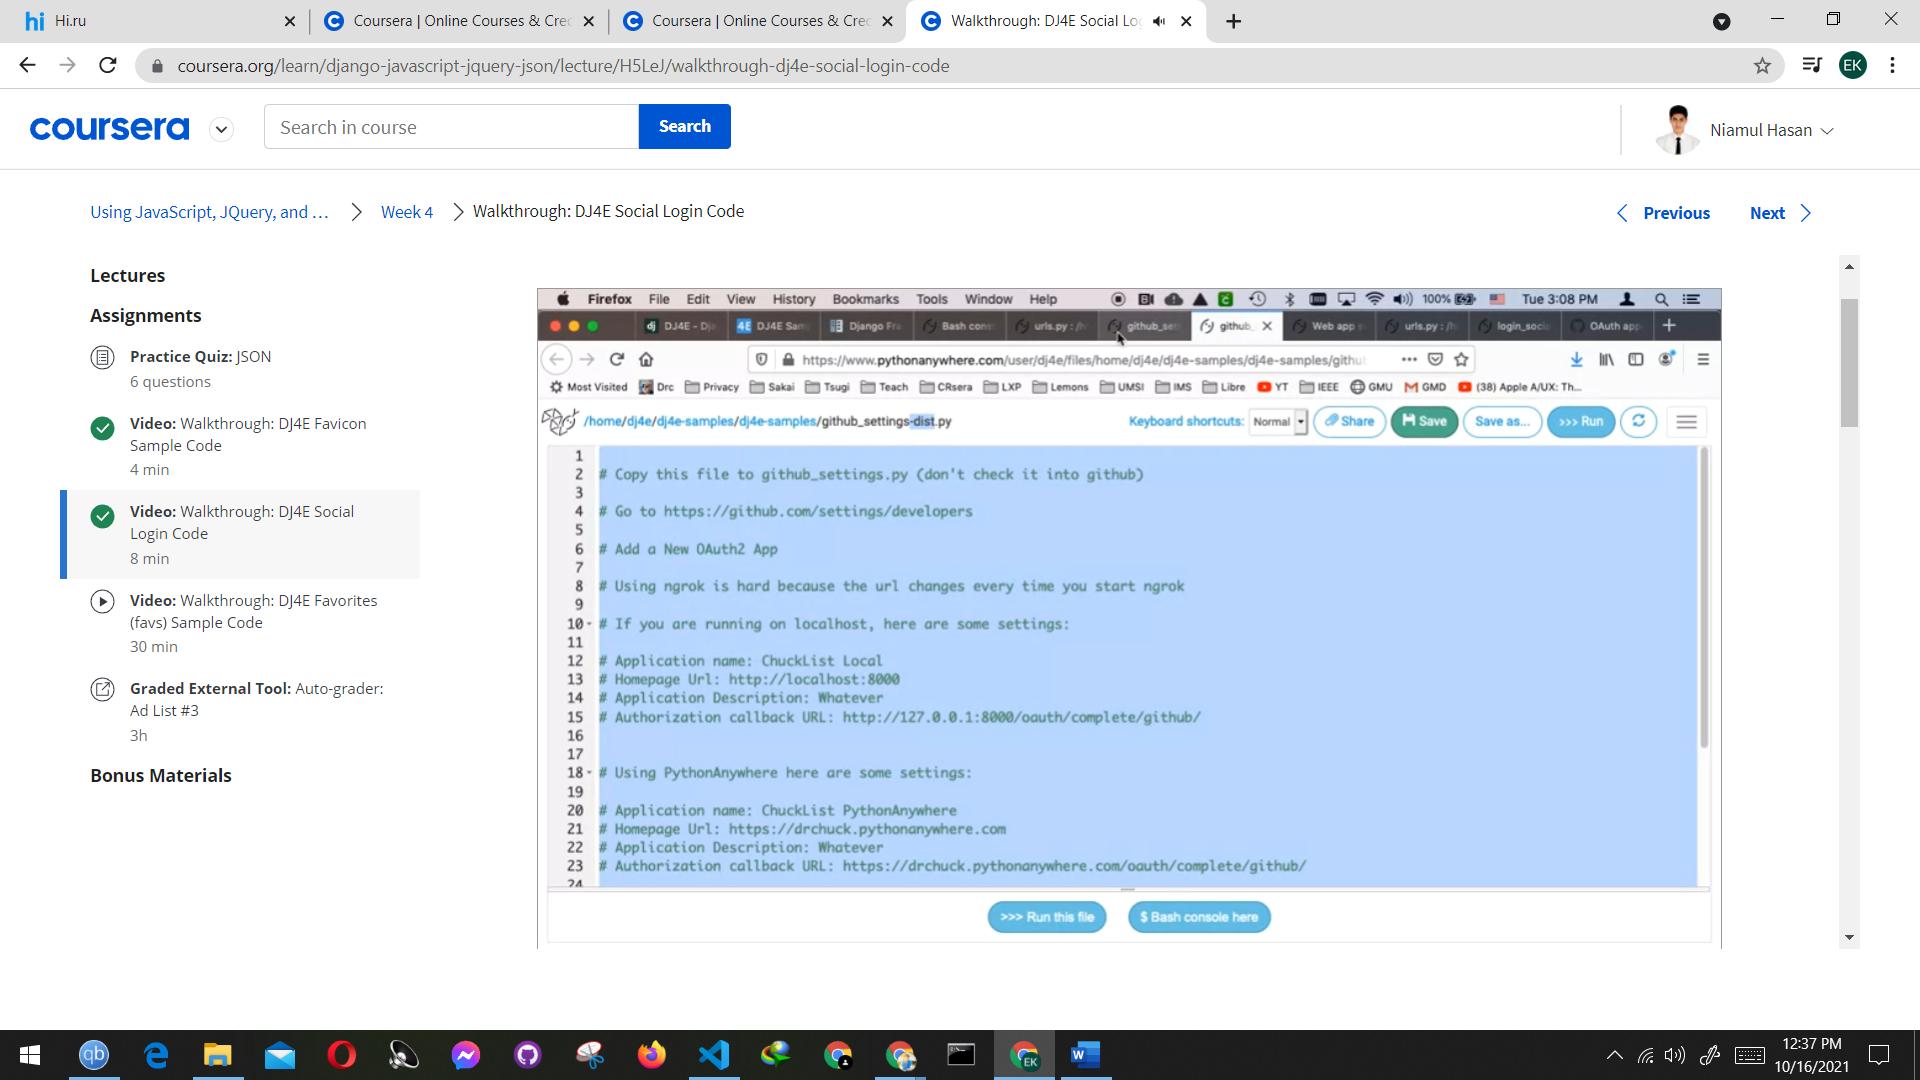 hi Hi.ru
Coursera | Online Courses & Crec
Coursera | Online Courses & Crec
Walkthrough: DJ4E Social Lo
coursera.org/learn/django-javascript-jquery-json/lecture/H5LeJ/walkthrough-dj4e-social-login-code
EK
coursera
Search in course
Search
Niamul Hasan
Using JavaScript, JQuery, and ...
Week 4
Walkthrough: DJ4E Social Login Code
Previous
Next
Lectures
Assignments
Practice Quiz: JSON
6 questions
Video: Walkthrough: DJ4E Favicon
Sample Code
4 min
Video: Walkthrough: DJ4E Social
Login Code
8 min
Video: Walkthrough: DJ4E Favorites
(favs) Sample Code
30 min
Graded External Tool: Auto-grader:
Ad List #3
3h
Bonus Materials
Firefox File Edit View History Bookmarks Tools Window Help
100% Tue 3:08 PM
dj DJ4E - Dj
4E DJ4E Sam
Django Fra
Bash cons
urls.py : /h
github_set
github_
Web app s
urls.py : /h
login_socia
OAuth app
https://www.pythonanywhere.com/user/dj4e/files/home/dj4e/dj4e-samples/dj4e-samples/github
Most Visited Drc Privacy Sakai Tsugi Teach CRsera LXP Lemons UMSI IMS Libre YT IEEE GMU GMD (38) Apple A/UX: Th...
/home/dj4e/dj4e-samples/dj4e-samples/github_settings-dist.py
Keyboard shortcuts: Normal Share Save Save as... >>> Run
1
2 # Copy this file to github_settings.py (don't check it into github)
3
4 # Go to https://github.com/settings/developers
5
6 # Add a New OAuth2 App
7
8 # Using ngrok is hard because the url changes every time you start ngrok
9
10 # If you are running on localhost, here are some settings:
11
12 # Application name: ChuckList Local
13 # Homepage Url: http://localhost:8000
14 # Application Description: Whatever
15 # Authorization callback URL: http://127.0.0.1:8000/oauth/complete/github/
16
17
18 # Using PythonAnywhere here are some settings:
19
20 # Application name: ChuckList PythonAnywhere
21 # Homepage Url: https://drchuck.pythonanywhere.com
22 # Application Description: Whatever
23 # Authorization callback URL: https://drchuck.pythonanywhere.com/oauth/complete/github/
24
>>> Run this file
$ Bash console here
qb
EK
W
12:37 PM
10/16/2021